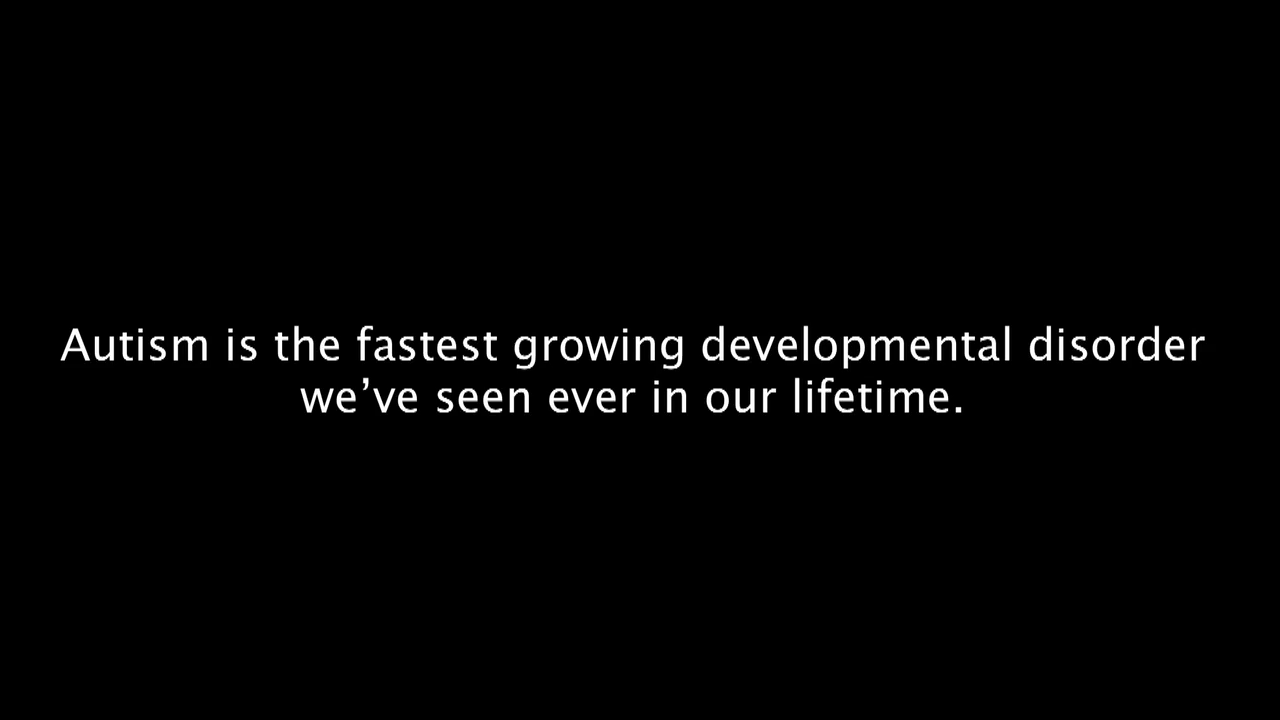 Autism is the fastest growing developmental disorder
we’ve seen ever in our lifetime.